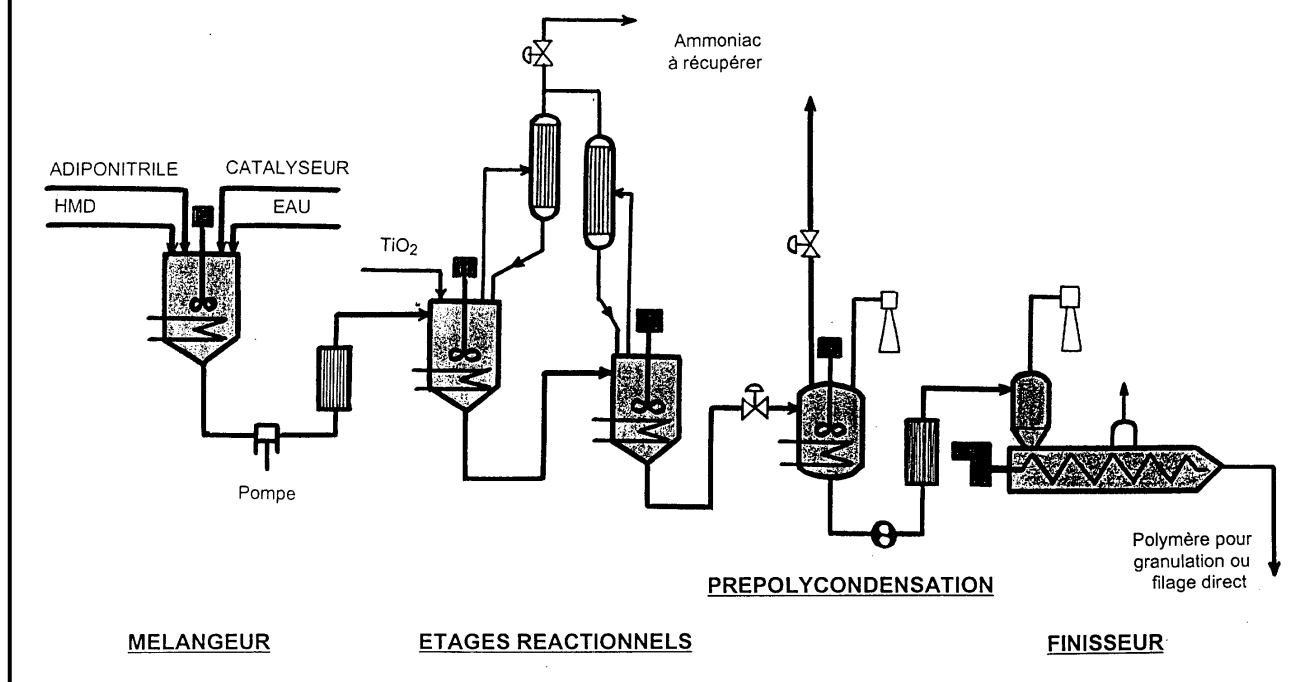 Ammoniac
à récupérer
ADIPONITRILE
CATALYSEUR
HMD
EAU
TiO₂
Pompe
Polymère pour
granulation ou
filage direct
PREPOLYCONDENSATION
MELANGEUR
ETAGES REACTIONNELS
FINISSEUR